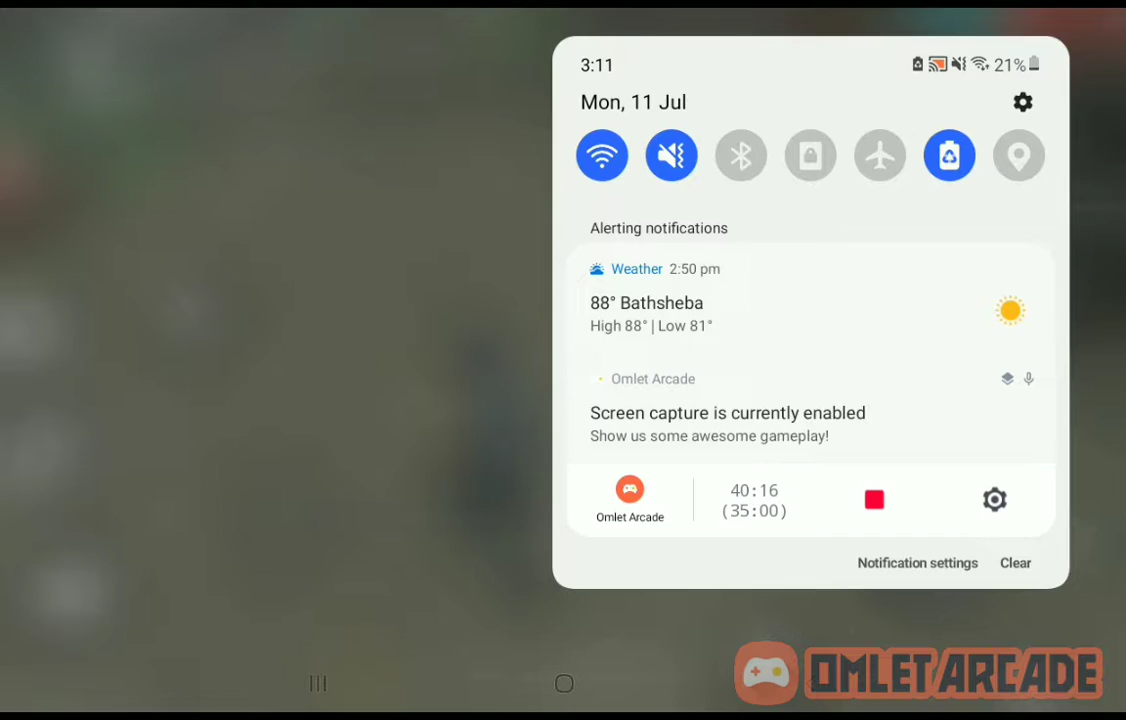 3:11
21%
Mon, 11 Jul
Alerting notifications
Weather 2:50 pm
88° Bathsheba
High 88° | Low 81°
Omlet Arcade
Screen capture is currently enabled
Show us some awesome gameplay!
Omlet Arcade
40:16
(35:00)
Notification settings Clear
OMLET ARCADE